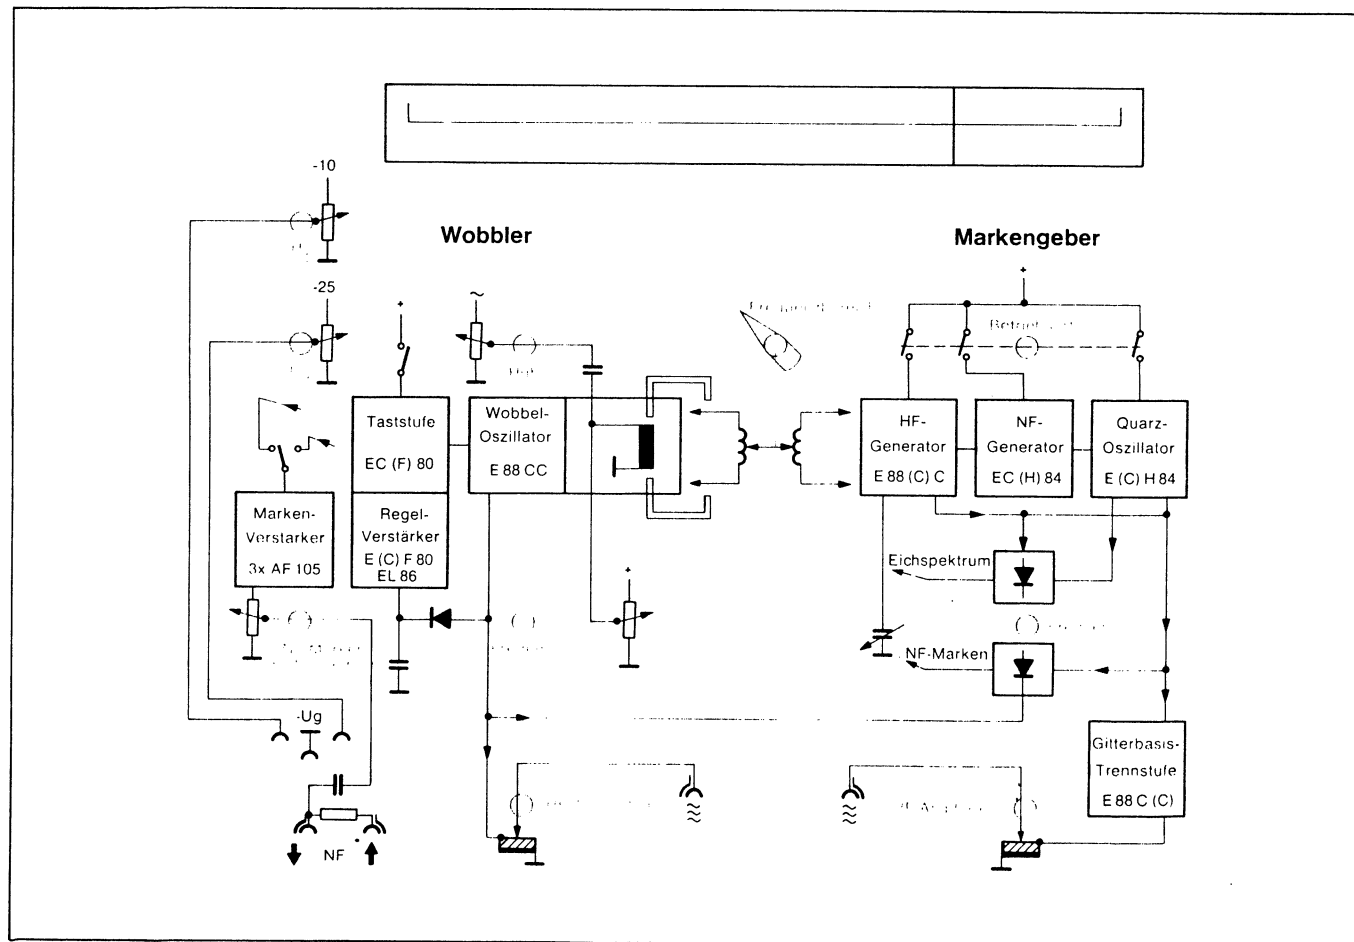 -10
Wobbler
Markengeber
+
-25
+
≈
Taststufe
EC (F) 80
Wobbel-
Oszillator
E 88 CC
HF-
Generator
E 88 (C) C
NF-
Generator
EC (H) 84
Quarz-
Oszillator
E (C) H 84
Marken-
Verstarker
3x AF 105
Regel-
Verstärker
E (C) F 80
EL 86
Eichspektrum
+
NF-Marken
-Ug
Gitterbasis-
Trennstufe
E 88 C (C)
NF